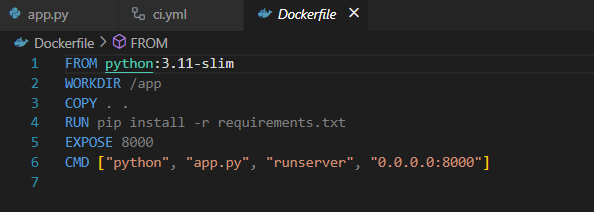 app.py ci.yml Dockerfile
Dockerfile > FROM
1 FROM python:3.11-slim
2 WORKDIR /app
3 COPY . .
4 RUN pip install -r requirements.txt
5 EXPOSE 8000
6 CMD ["python", "app.py", "runserver", "0.0.0.0:8000"]
7